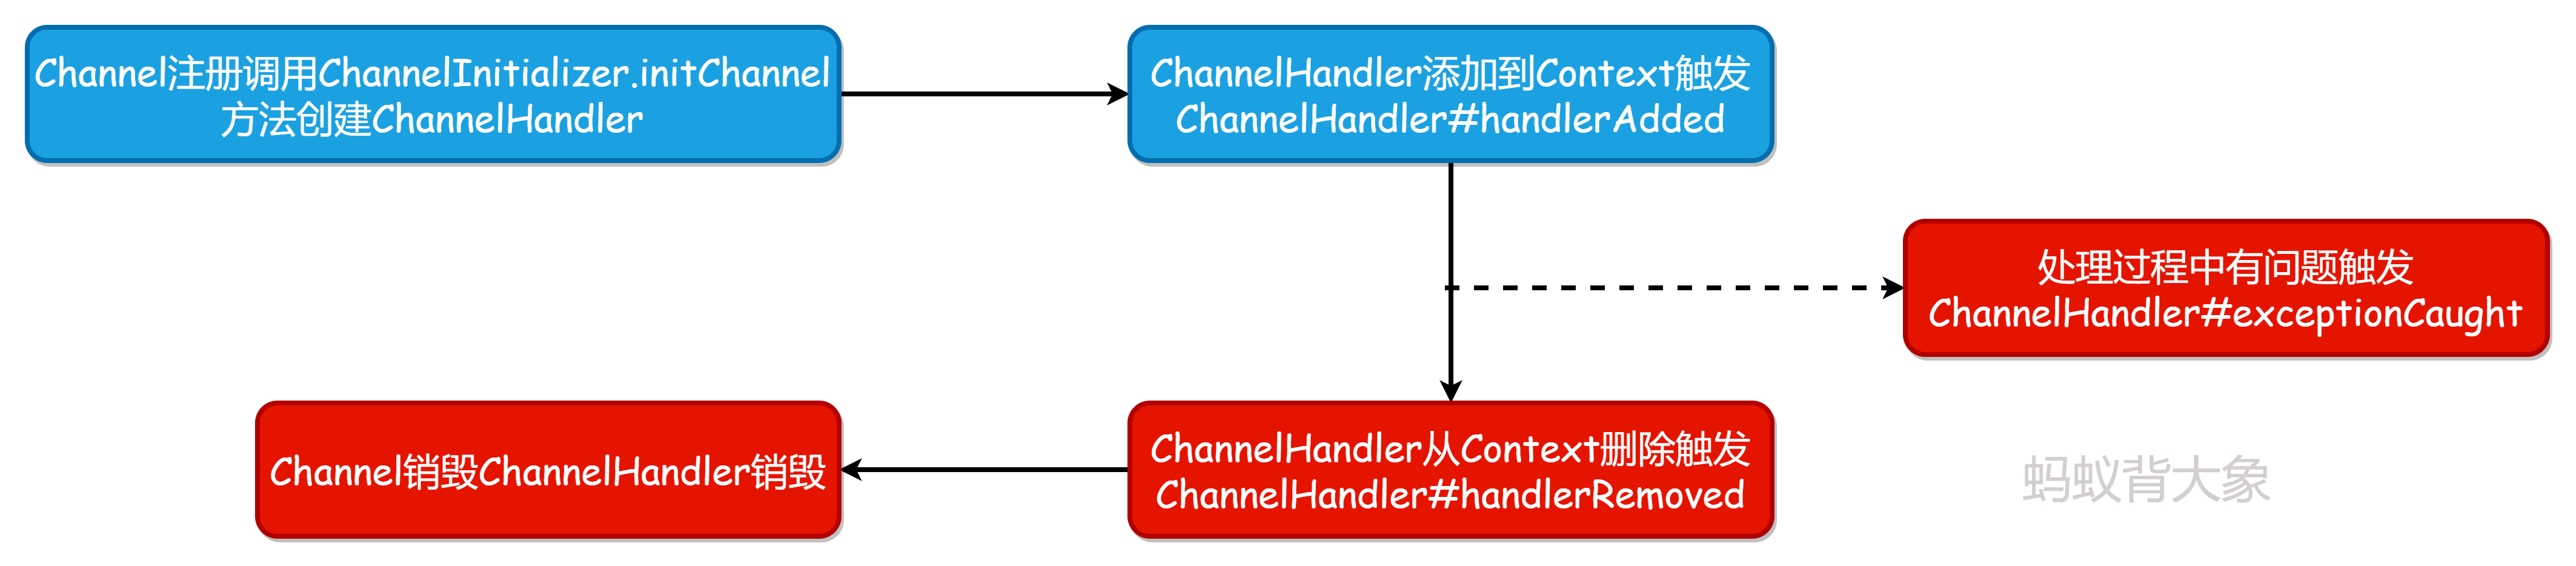 Channel注册调用ChannelInitializer.initChannel
方法创建ChannelHandler
ChannelHandler添加到Context触发
ChannelHandler#handlerAdded
处理过程中有问题触发
ChannelHandler#exceptionCaught
Channel销毁ChannelHandler销毁
ChannelHandler从Context删除触发
ChannelHandler#handlerRemoved
蚂蚁背大象